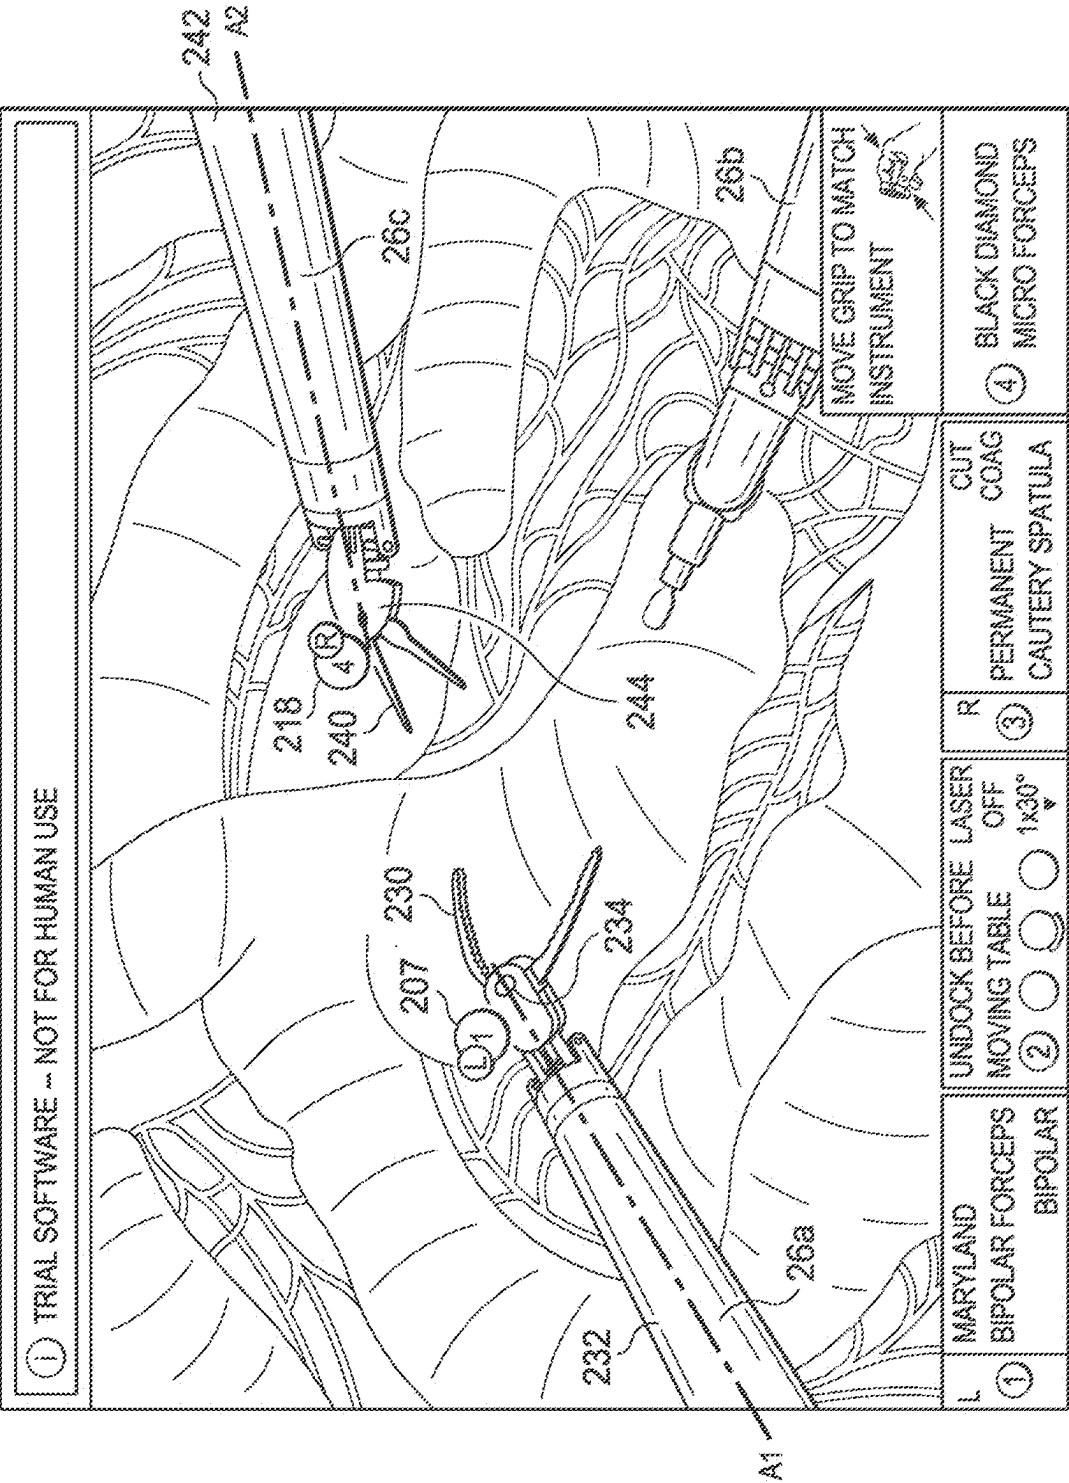 ⓘ TRIAL SOFTWARE -- NOT FOR HUMAN USE
242
A2
26c
218
R
4
240
244
26b
230
207
L
1
234
232
26a
A1
MOVE GRIP TO MATCH
INSTRUMENT
L
①
MARYLAND
BIPOLAR FORCEPS
BIPOLAR
UNDOCK BEFORE LASER
MOVING TABLE OFF
② 1x30°
R
③
CUT
PERMANENT COAG
CAUTERY SPATULA
④
BLACK DIAMOND
MICRO FORCEPS